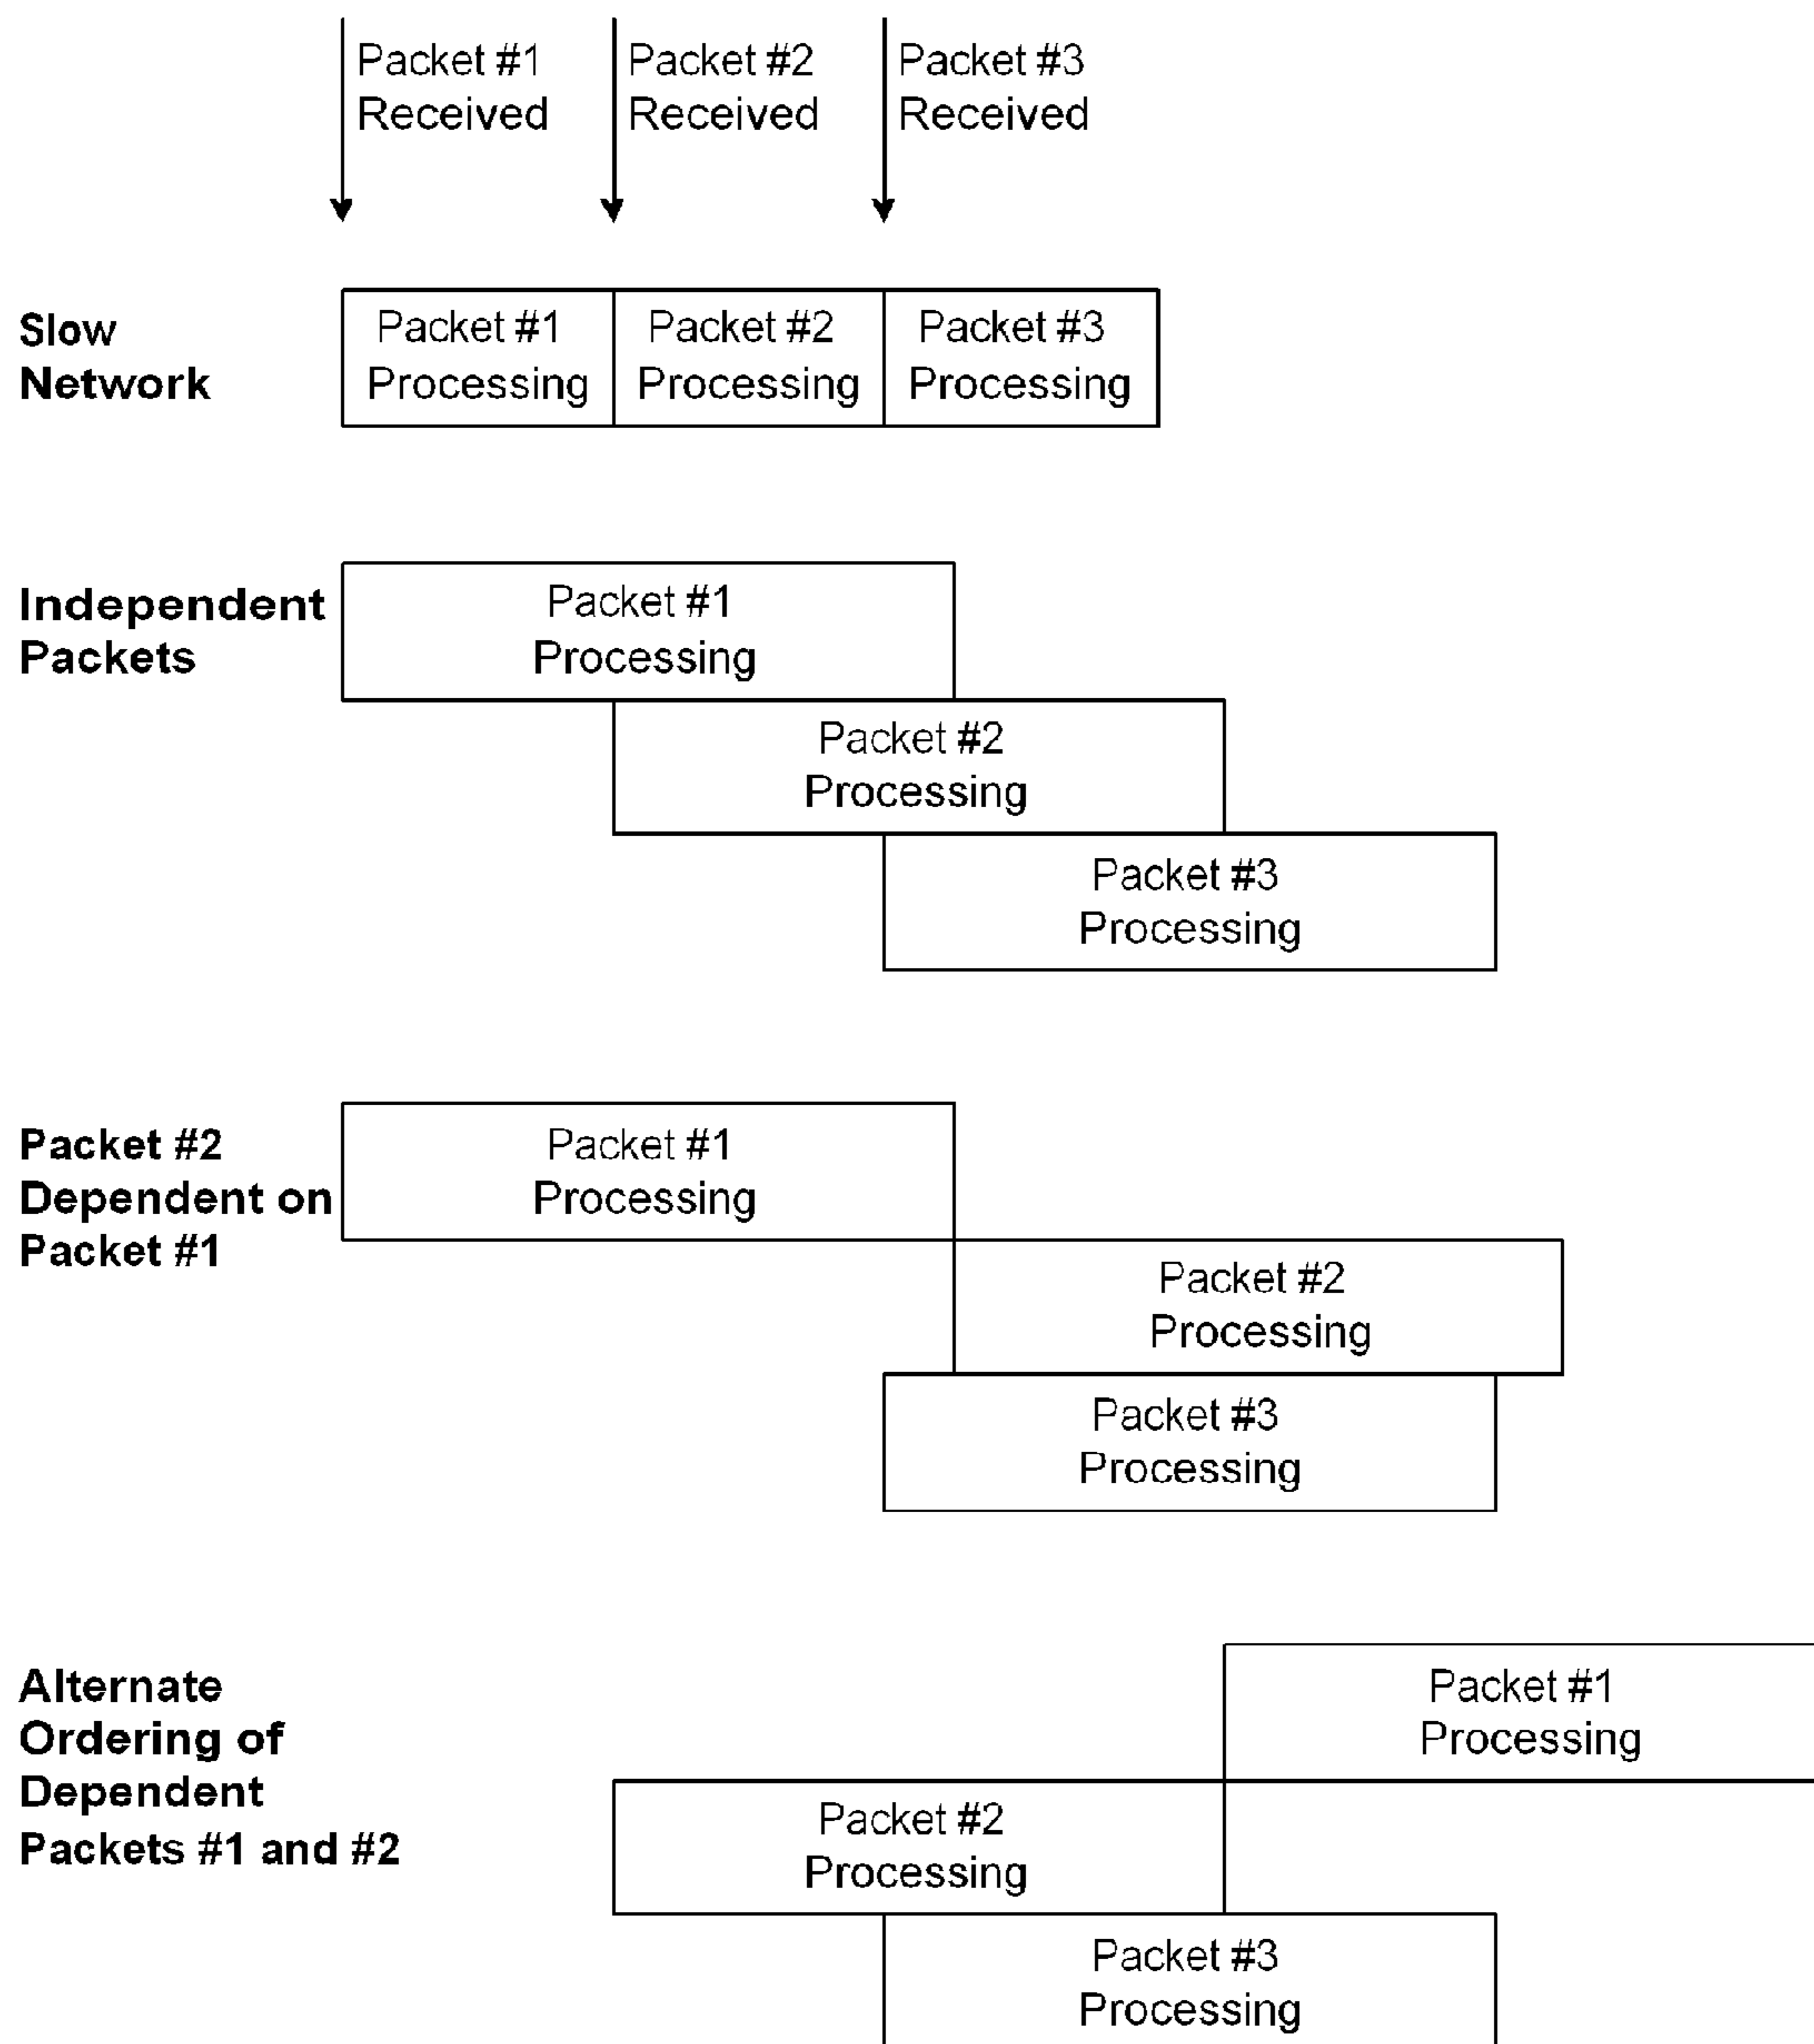 Packet #1
Received
Packet #2
Received
Packet #3
Received
Slow
Network
Packet #1
Processing
Packet #2
Processing
Packet #3
Processing
Independent
Packets
Packet #1
Processing
Packet #2
Processing
Packet #3
Processing
Packet #2
Dependent on
Packet #1
Packet #1
Processing
Packet #2
Processing
Packet #3
Processing
Alternate
Ordering of
Dependent
Packets #1 and #2
Packet #1
Processing
Packet #2
Processing
Packet #3
Processing